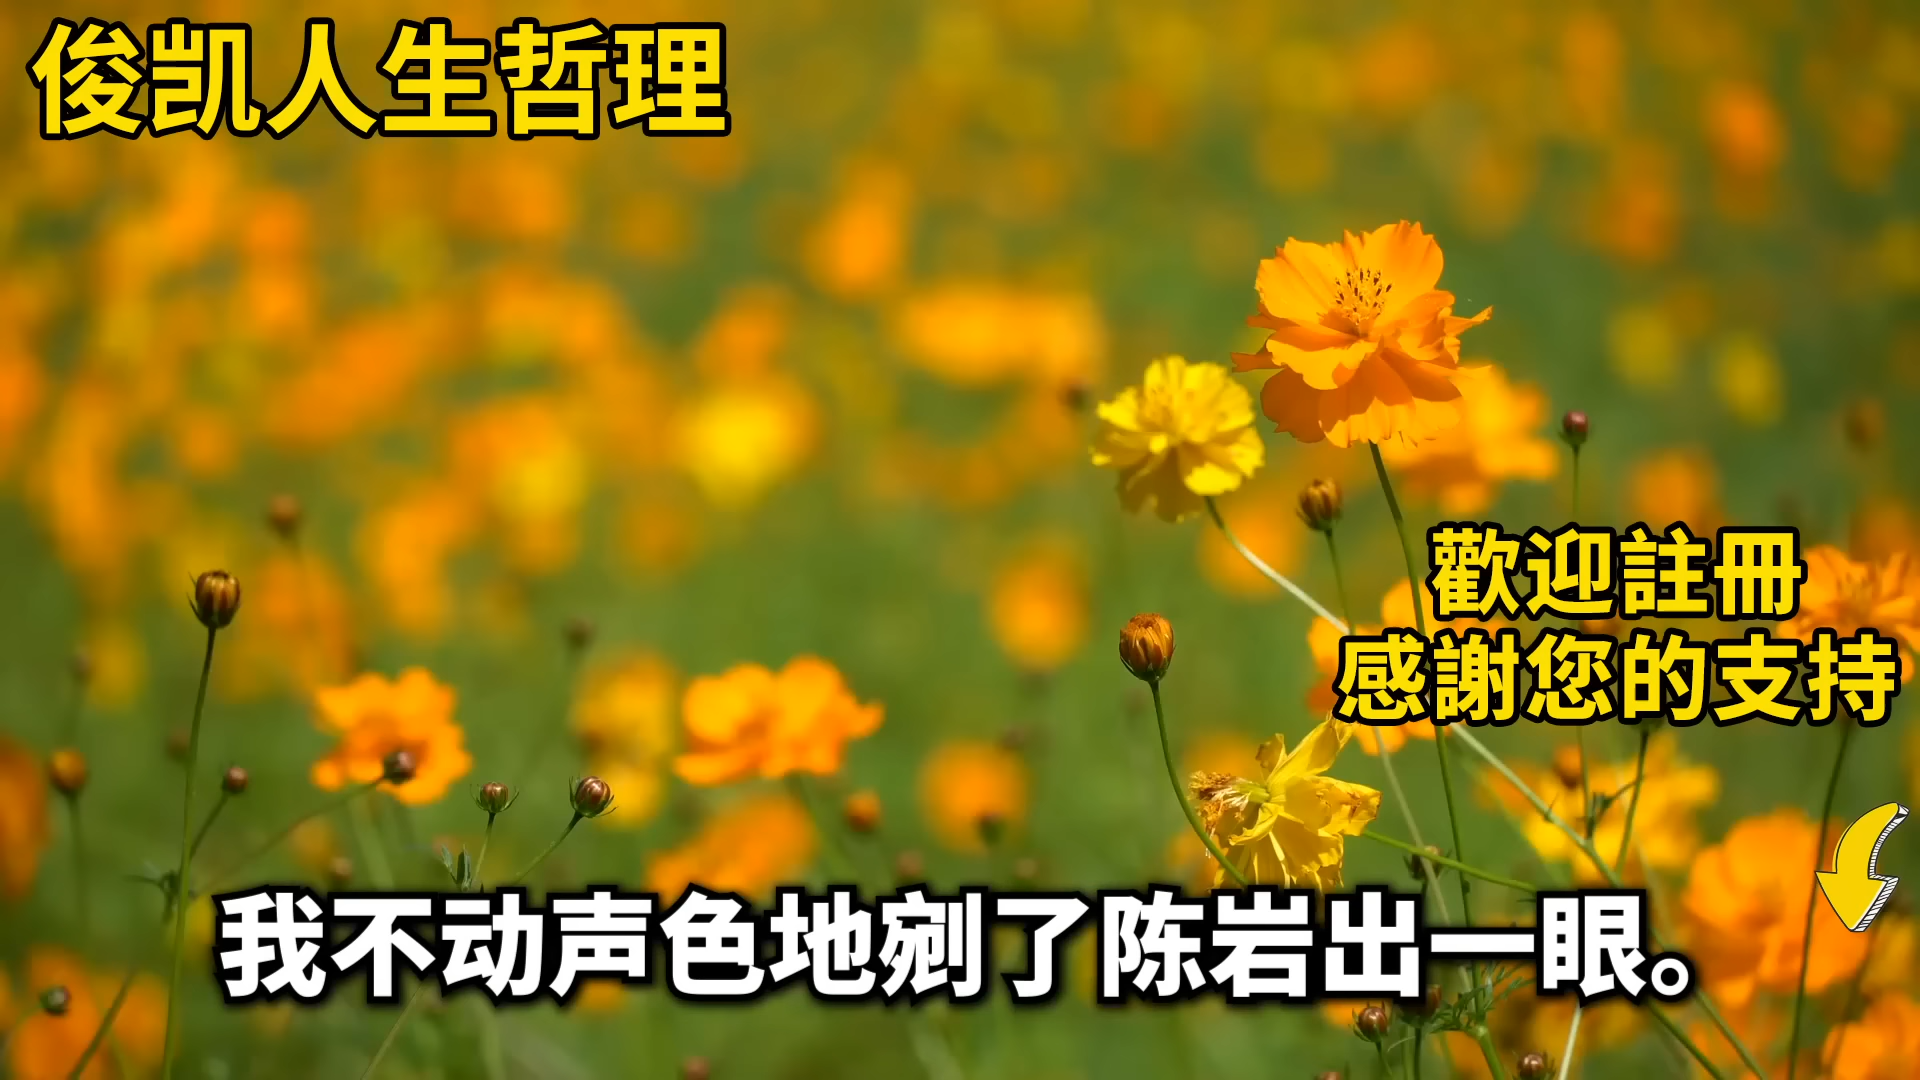 俊凯人生哲理
歡迎註冊
感謝您的支持
我不动声色地剜了陈岩出一眼。